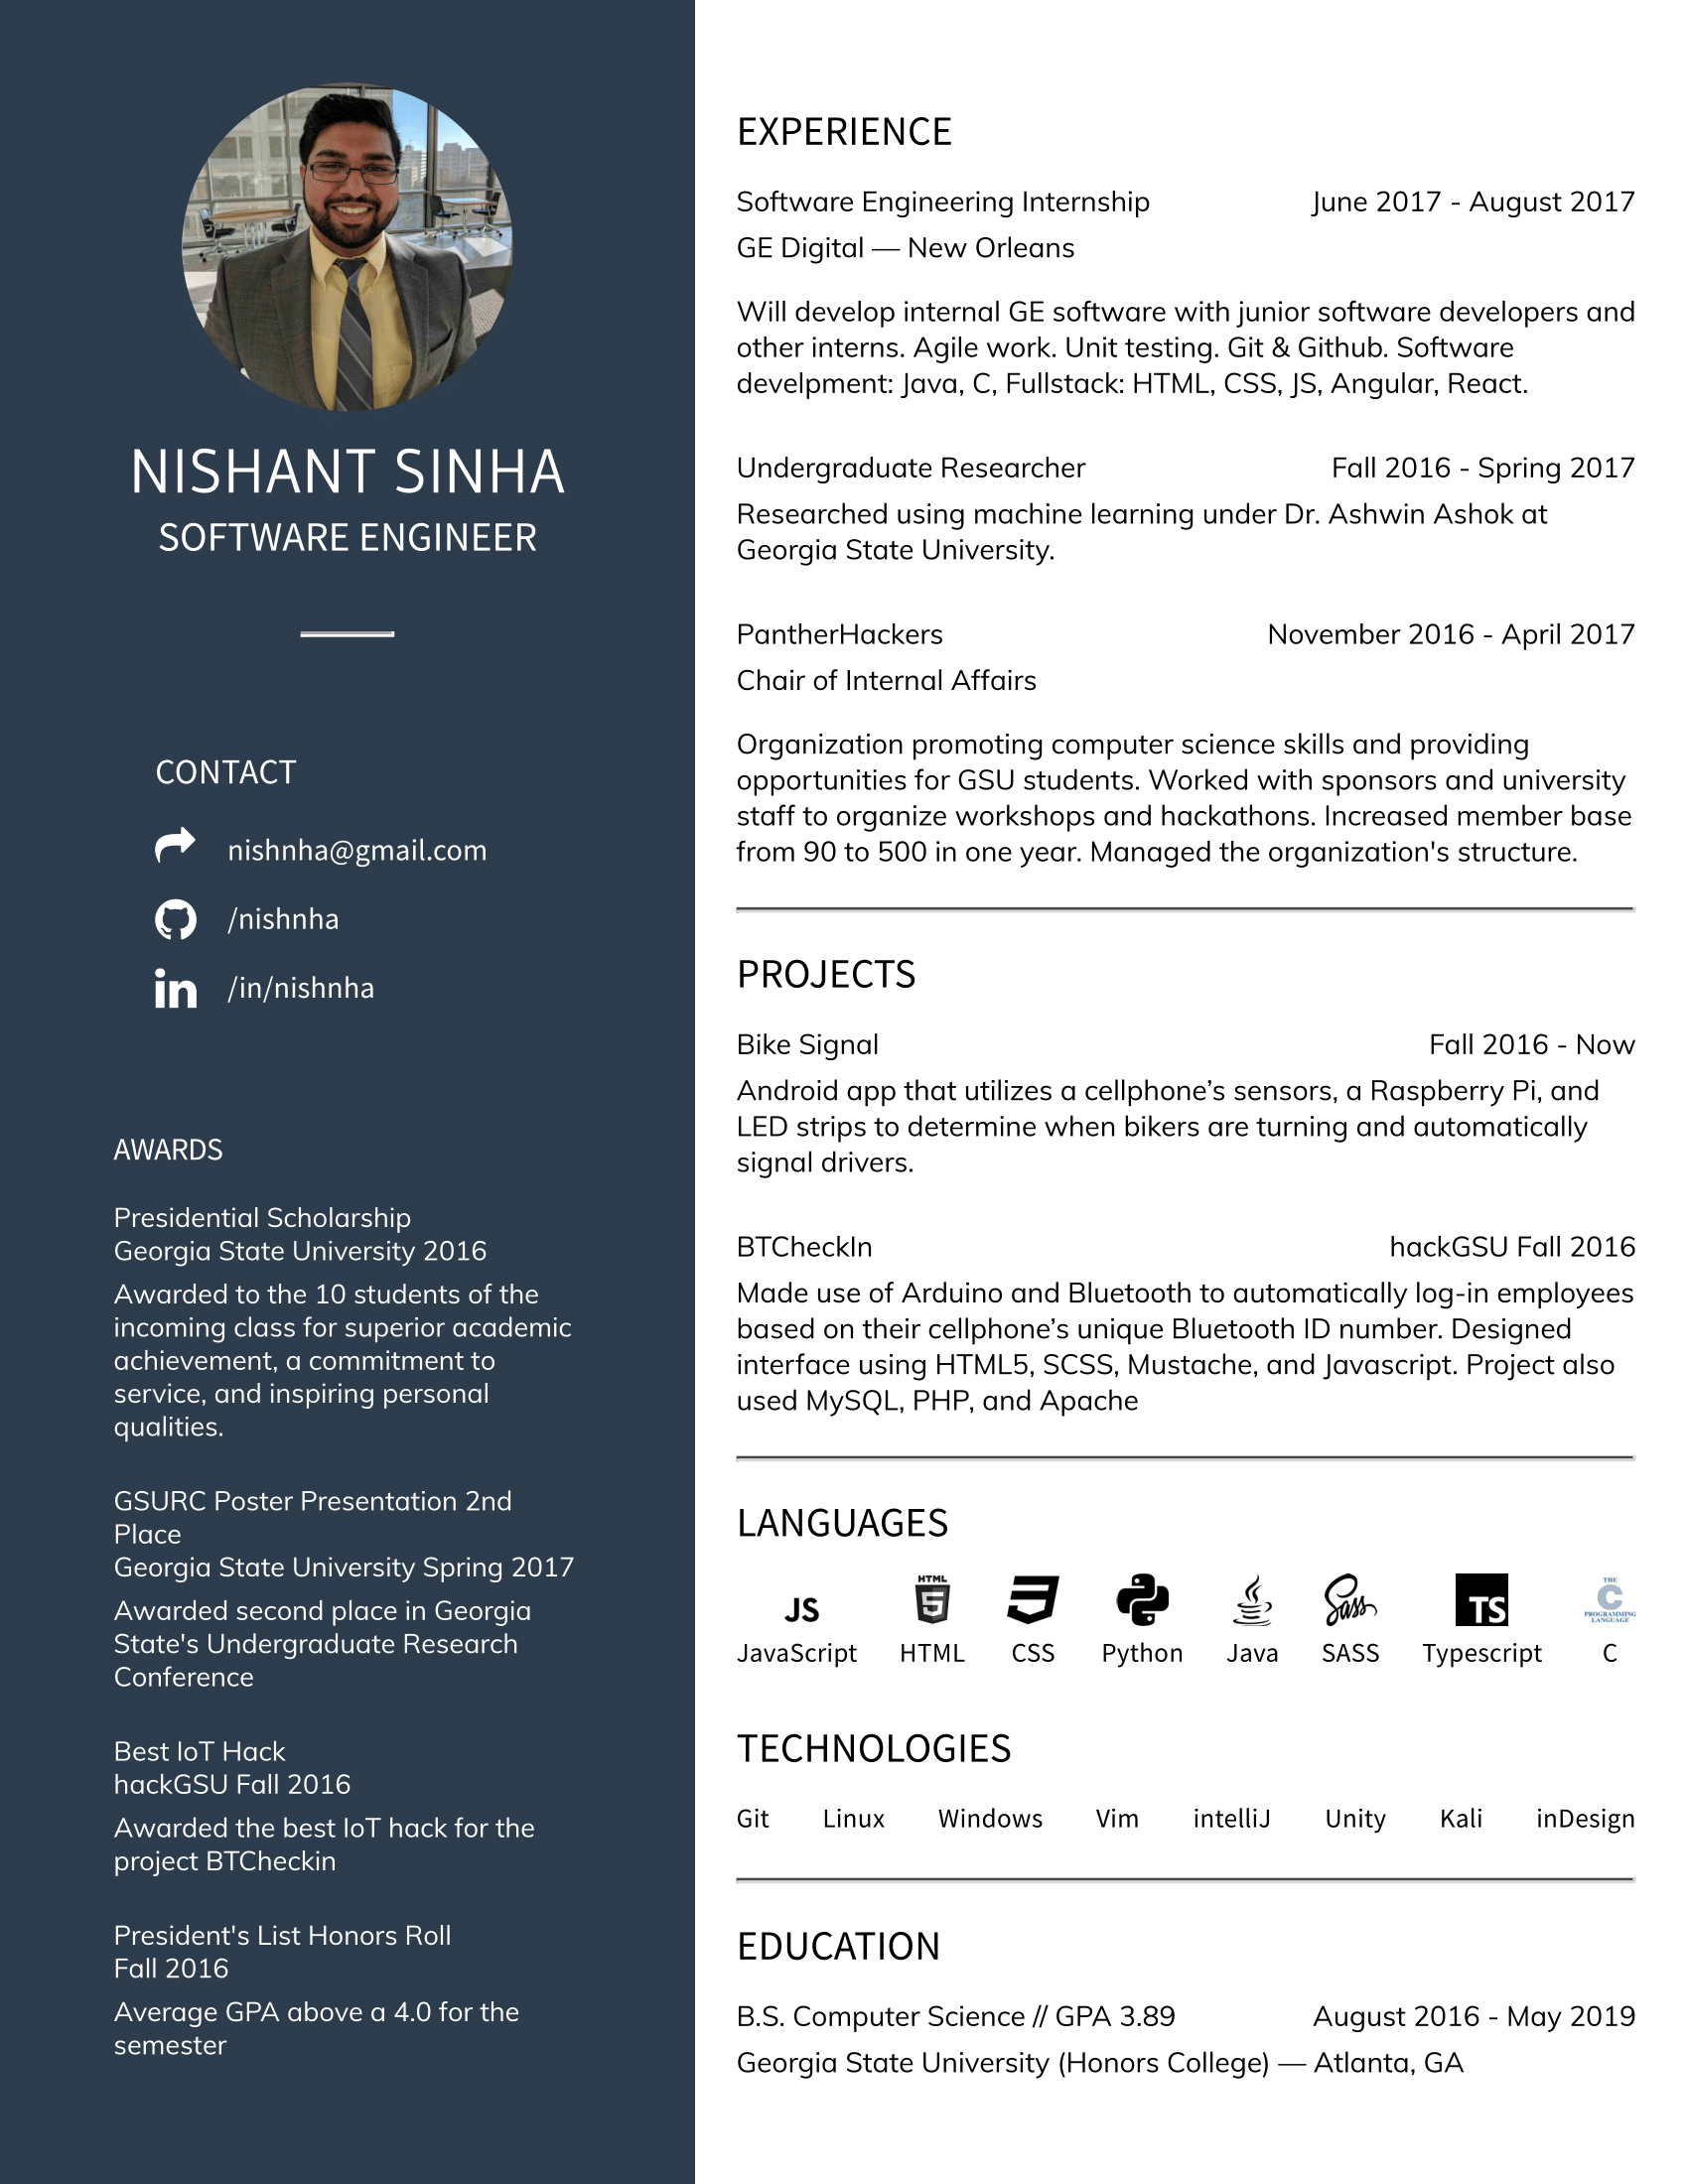 NISHANT SINHA
SOFTWARE ENGINEER
CONTACT
nishnha@gmail.com
/nishnha
in /in/nishnha
AWARDS
Presidential Scholarship
Georgia State University 2016
Awarded to the 10 students of the
incoming class for superior academic
achievement, a commitment to
service, and inspiring personal
qualities.
GSURC Poster Presentation 2nd
Place
Georgia State University Spring 2017
Awarded second place in Georgia
State's Undergraduate Research
Conference
Best IoT Hack
hackGSU Fall 2016
Awarded the best IoT hack for the
project BTCheckin
President's List Honors Roll
Fall 2016
Average GPA above a 4.0 for the
semester
EXPERIENCE
Software Engineering Internship June 2017 - August 2017
GE Digital — New Orleans
Will develop internal GE software with junior software developers and
other interns. Agile work. Unit testing. Git & Github. Software
develpment: Java, C, Fullstack: HTML, CSS, JS, Angular, React.
Undergraduate Researcher Fall 2016 - Spring 2017
Researched using machine learning under Dr. Ashwin Ashok at
Georgia State University.
PantherHackers November 2016 - April 2017
Chair of Internal Affairs
Organization promoting computer science skills and providing
opportunities for GSU students. Worked with sponsors and university
staff to organize workshops and hackathons. Increased member base
from 90 to 500 in one year. Managed the organization's structure.
PROJECTS
Bike Signal Fall 2016 - Now
Android app that utilizes a cellphone’s sensors, a Raspberry Pi, and
LED strips to determine when bikers are turning and automatically
signal drivers.
BTCheckIn hackGSU Fall 2016
Made use of Arduino and Bluetooth to automatically log-in employees
based on their cellphone’s unique Bluetooth ID number. Designed
interface using HTML5, SCSS, Mustache, and Javascript. Project also
used MySQL, PHP, and Apache
LANGUAGES
JS HTML 5 3 Sass TS THE C PROGRAMMING LANGUAGE
JavaScript HTML CSS Python Java SASS Typescript C
TECHNOLOGIES
Git Linux Windows Vim intelliJ Unity Kali inDesign
EDUCATION
B.S. Computer Science // GPA 3.89 August 2016 - May 2019
Georgia State University (Honors College) — Atlanta, GA